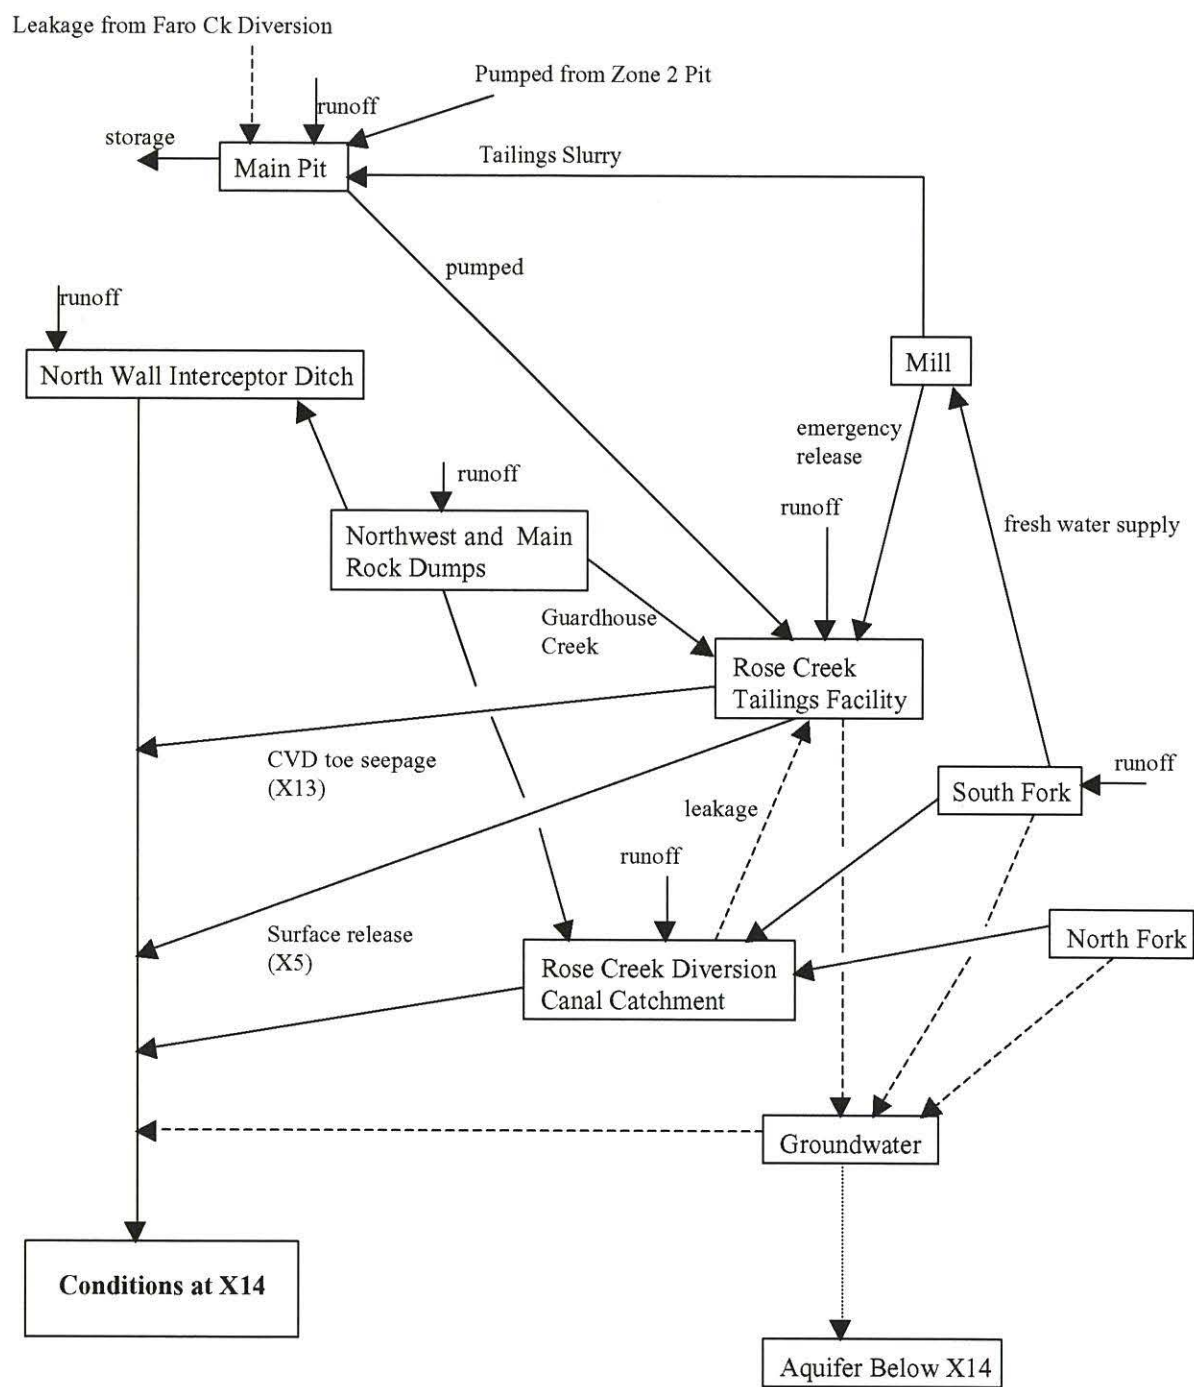 Leakage from Faro Ck Diversion
Pumped from Zone 2 Pit
runoff
storage
Main Pit
Tailings Slurry
pumped
runoff
North Wall Interceptor Ditch
Mill
emergency
release
runoff
runoff
fresh water supply
Northwest and Main
Rock Dumps
Guardhouse
Creek
Rose Creek
Tailings Facility
CVD toe seepage
(X13)
runoff
South Fork
leakage
runoff
North Fork
Surface release
(X5)
Rose Creek Diversion
Canal Catchment
Groundwater
Conditions at X14
Aquifer Below X14